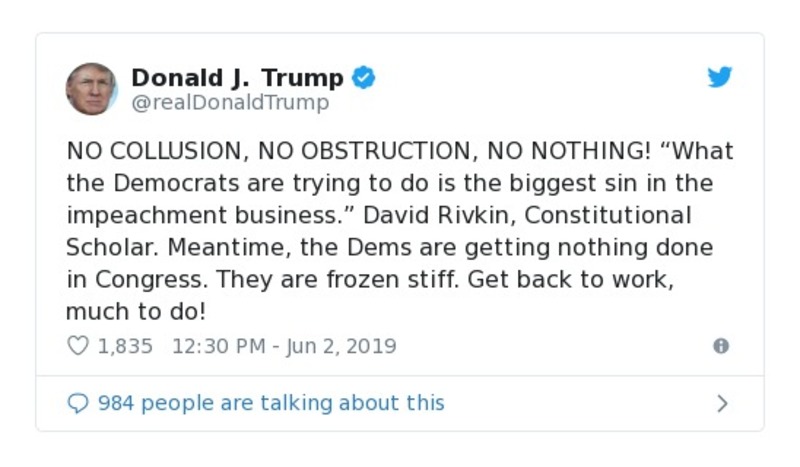 Donald J. Trump
@realDonaldTrump
NO COLLUSION, NO OBSTRUCTION, NO NOTHING! “What
the Democrats are trying to do is the biggest sin in the
impeachment business.” David Rivkin, Constitutional
Scholar. Meantime, the Dems are getting nothing done
in Congress. They are frozen stiff. Get back to work,
much to do!
1,835 12:30 PM - Jun 2, 2019
984 people are talking about this